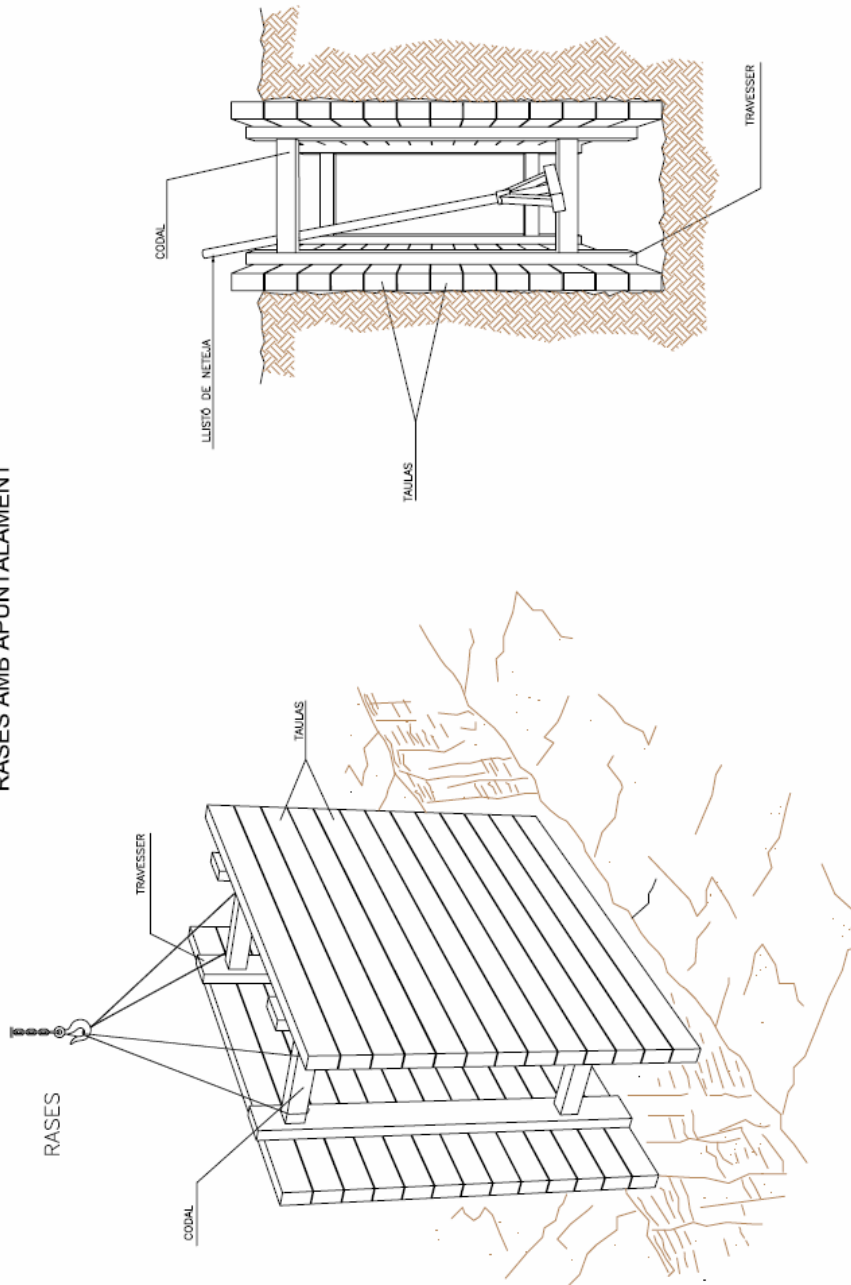 RASES AMB APUNTALAMENT
RASES
TRAVESSER
TAULAS
CODAL
CODAL
LLISTÓ DE NETEJA
TAULAS
TRAVESSER